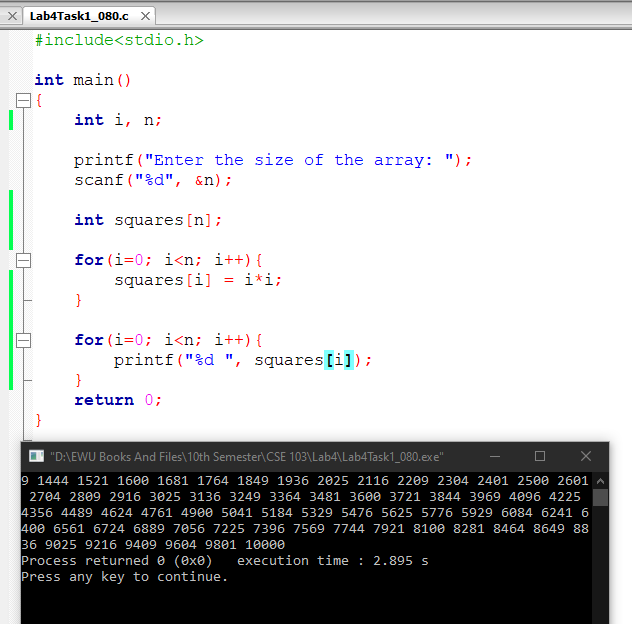 Lab4Task1_080.c
#include<stdio.h>
int main()
{
int i, n;
printf("Enter the size of the array: ");
scanf("%d", &n);
int squares[n];
for(i=0; i<n; i++){
squares[i] = i*i;
}
for(i=0; i<n; i++){
printf("%d ", squares[i]);
}
return 0;
}
"D:\EWU Books And Files\10th Semester\CSE 103\Lab4\Lab4Task1_080.exe"
9 1444 1521 1600 1681 1764 1849 1936 2025 2116 2209 2304 2401 2500 2601
2704 2809 2916 3025 3136 3249 3364 3481 3600 3721 3844 3969 4096 4225
4356 4489 4624 4761 4900 5041 5184 5329 5476 5625 5776 5929 6084 6241 6
400 6561 6724 6889 7056 7225 7396 7569 7744 7921 8100 8281 8464 8649 88
36 9025 9216 9409 9604 9801 10000
Process returned 0 (0x0)   execution time : 2.895 s
Press any key to continue.